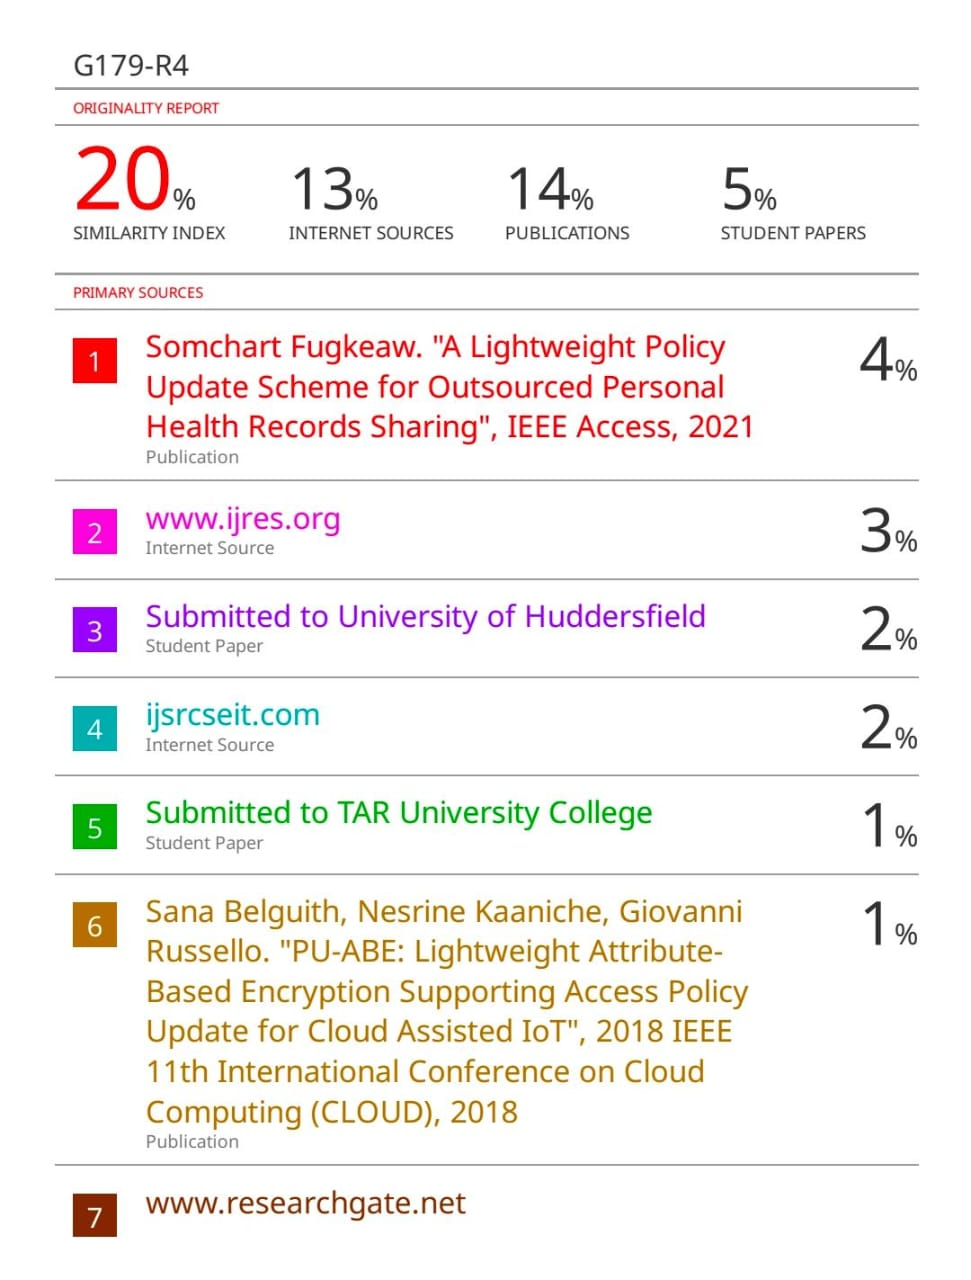 G179-R4
ORIGINALITY REPORT
20% 13% 14% 5%
SIMILARITY INDEX INTERNET SOURCES PUBLICATIONS STUDENT PAPERS
PRIMARY SOURCES
1 Somchart Fugkeaw. "A Lightweight Policy 4%
Update Scheme for Outsourced Personal
Health Records Sharing", IEEE Access, 2021
Publication
2 www.ijres.org 3%
Internet Source
3 Submitted to University of Huddersfield 2%
Student Paper
4 ijsrcseit.com 2%
Internet Source
5 Submitted to TAR University College 1%
Student Paper
6 Sana Belguith, Nesrine Kaaniche, Giovanni 1%
Russello. "PU-ABE: Lightweight Attribute-
Based Encryption Supporting Access Policy
Update for Cloud Assisted IoT", 2018 IEEE
11th International Conference on Cloud
Computing (CLOUD), 2018
Publication
7 www.researchgate.net